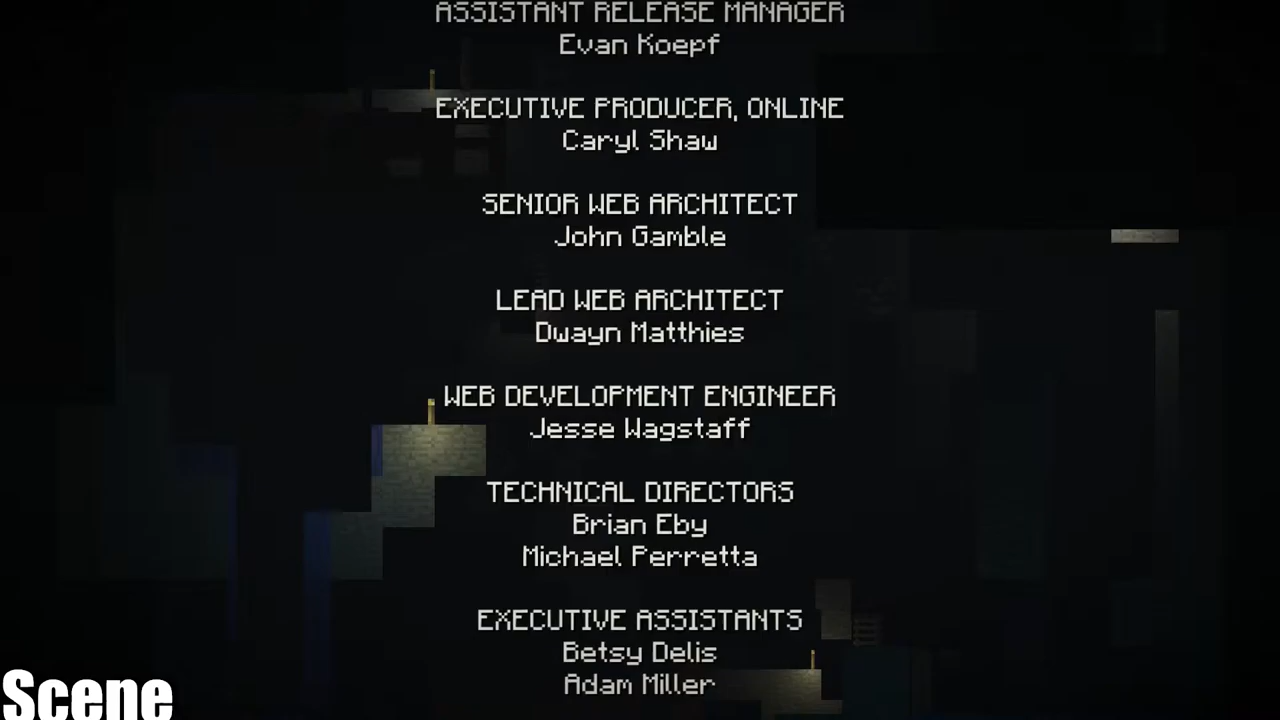 ASSISTANT RELEASE MANAGER
Evan Koepf
EXECUTIVE PRODUCER, ONLINE
Caryl Shaw
SENIOR WEB ARCHITECT
John Gamble
LEAD WEB ARCHITECT
Dwayn Matthies
WEB DEVELOPMENT ENGINEER
Jesse Wagstaff
TECHNICAL DIRECTORS
Brian Eby
Michael Perretta
EXECUTIVE ASSISTANTS
Betsy Delis
Adam Miller
Scene